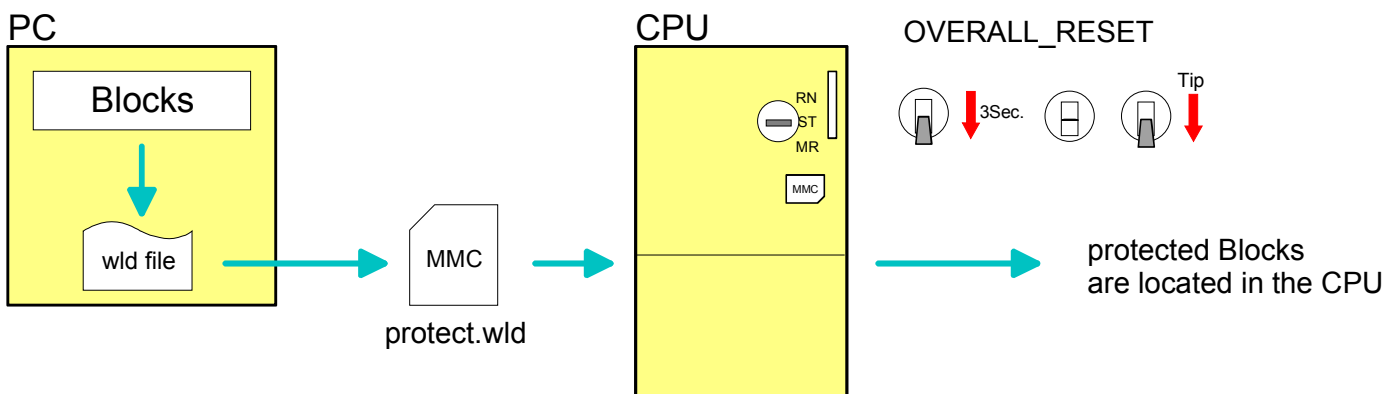 PC
Blocks
wld file
MMC
protect.wld
CPU
RN
ST
MR
MMC
OVERALL_RESET
3Sec.
Tip
protected Blocks
are located in the CPU